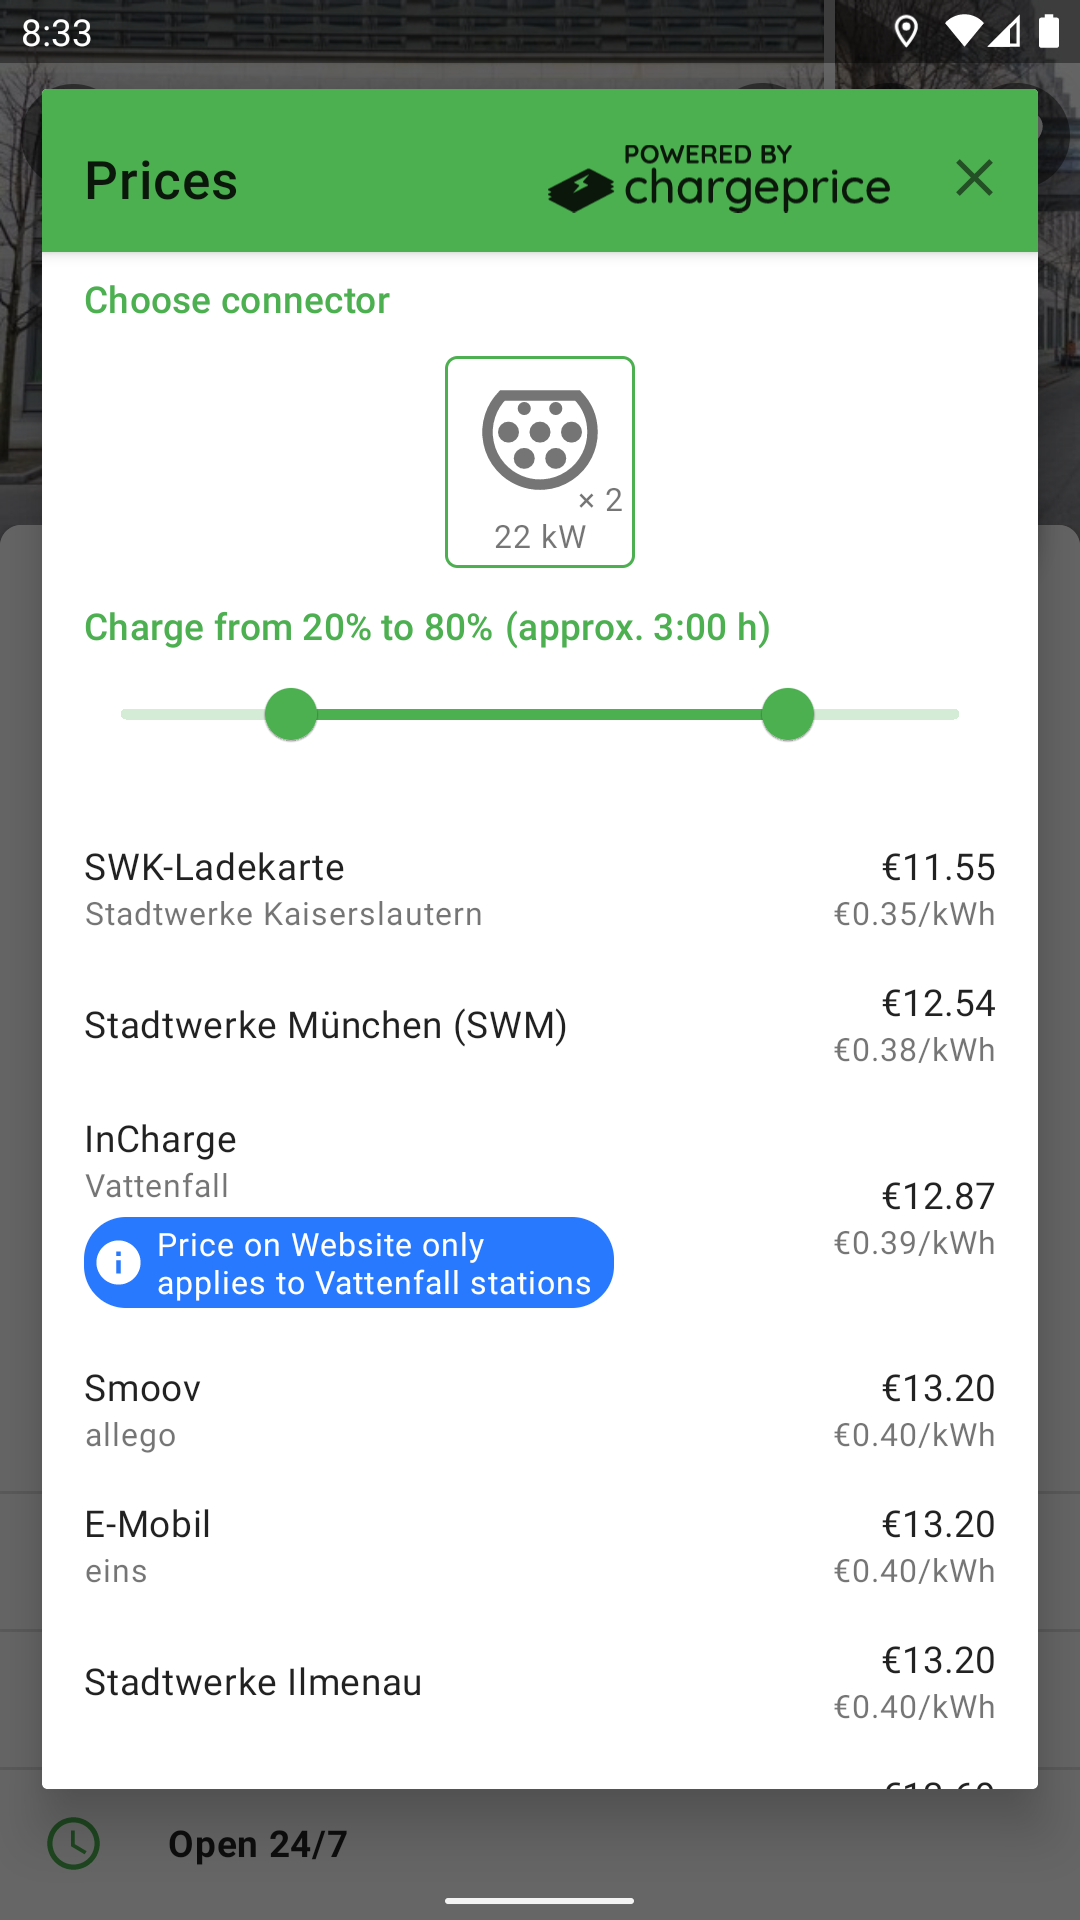 8:33
Prices
POWERED BY
chargeprice
Choose connector
× 2
22 kW
Charge from 20% to 80% (approx. 3:00 h)
SWK-Ladekarte
€11.55
Stadtwerke Kaiserslautern
€0.35/kWh
Stadtwerke München (SWM)
€12.54
€0.38/kWh
InCharge
Vattenfall
€12.87
€0.39/kWh
Price on Website only
applies to Vattenfall stations
Smoov
€13.20
allego
€0.40/kWh
E-Mobil
€13.20
eins
€0.40/kWh
Stadtwerke Ilmenau
€13.20
€0.40/kWh
Open 24/7